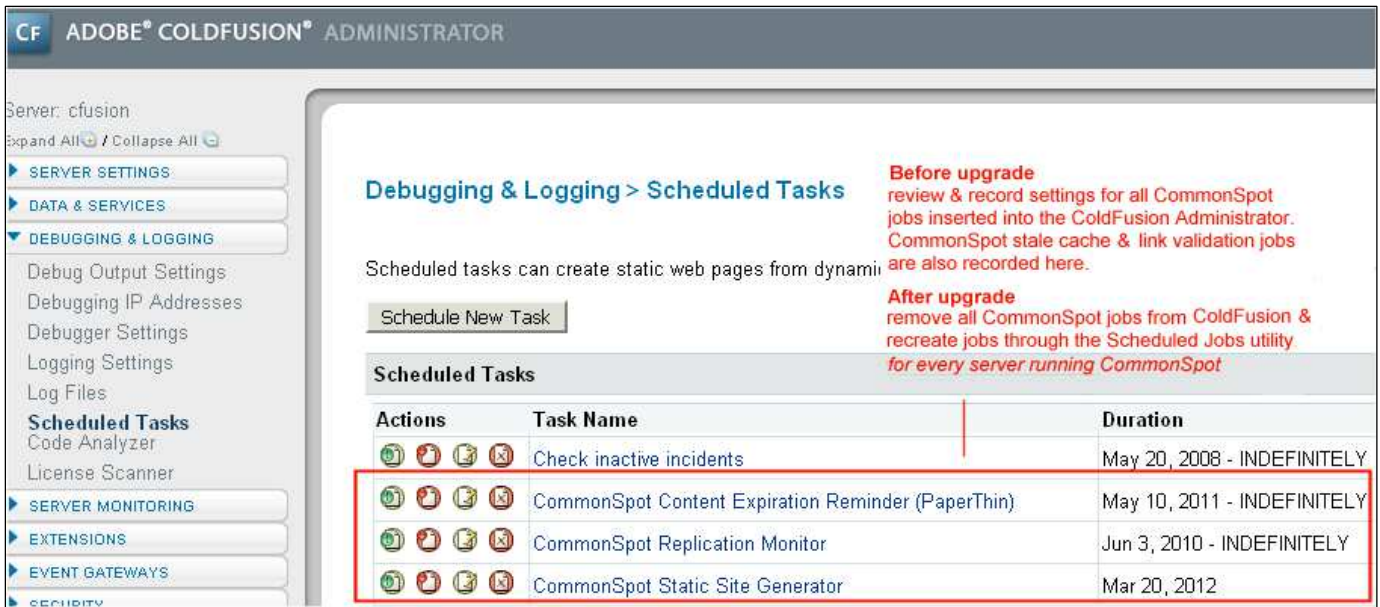 CF ADOBE® COLDFUSION® ADMINISTRATOR
Server: cfusion
Expand All / Collapse All
SERVER SETTINGS
DATA & SERVICES
DEBUGGING & LOGGING
Debug Output Settings
Debugging IP Addresses
Debugger Settings
Logging Settings
Log Files
Scheduled Tasks
Code Analyzer
License Scanner
SERVER MONITORING
EXTENSIONS
EVENT GATEWAYS
SECURITY
Debugging & Logging > Scheduled Tasks
Scheduled tasks can create static web pages from dynamic
Schedule New Task
Before upgrade
review & record settings for all CommonSpot
jobs inserted into the ColdFusion Administrator.
CommonSpot stale cache & link validation jobs
are also recorded here.
After upgrade
remove all CommonSpot jobs from ColdFusion &
recreate jobs through the Scheduled Jobs utility
for every server running CommonSpot
Scheduled Tasks
Actions Task Name Duration
Check inactive incidents May 20, 2008 - INDEFINITELY
CommonSpot Content Expiration Reminder (PaperThin) May 10, 2011 - INDEFINITELY
CommonSpot Replication Monitor Jun 3, 2010 - INDEFINITELY
CommonSpot Static Site Generator Mar 20, 2012